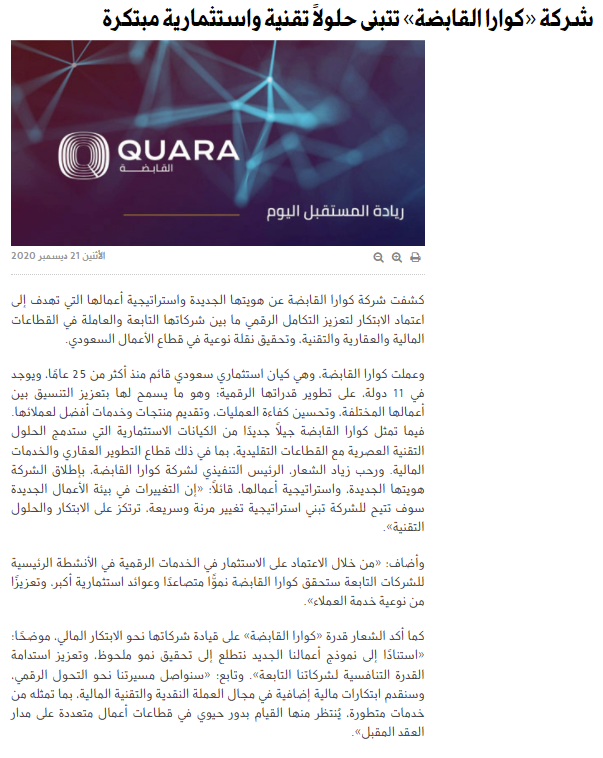 شركة «كوارا القابضة» تتبنى حلولاً تقنية واستثمارية مبتكرة
QUARA
القابضة
ريادة المستقبل اليوم
الأثنين 21 ديسمبر 2020
كشفت شركة كوارا القابضة عن هويتها الجديدة واستراتيجية أعمالها التي تهدف إلى
اعتماد الابتكار لتعزيز التكامل الرقمي ما بين شركاتها التابعة والعاملة في القطاعات
المالية والعقارية والتقنية، وتحقيق نقلة نوعية في قطاع الأعمال السعودي.
وعملت كوارا القابضة، وهي كيان استثماري سعودي قائم منذ أكثر من 25 عامًا، ويوجد
في 11 دولة، على تطوير قدراتها الرقمية؛ وهو ما يسمح لها بتعزيز التنسيق بين
أعمالها المختلفة، وتحسين كفاءة العمليات، وتقديم منتجات وخدمات أفضل لعملائها.
فيما تمثل كوارا القابضة جيلًا جديدًا من الكيانات الاستثمارية التي ستدمج الحلول
التقنية العصرية مع القطاعات التقليدية، بما في ذلك قطاع التطوير العقاري والخدمات
المالية. ورحب زياد الشعار، الرئيس التنفيذي لشركة كوارا القابضة، بإطلاق الشركة
هويتها الجديدة، واستراتيجية أعمالها، قائلاً: «إن التغييرات في بيئة الأعمال الجديدة
سوف تتيح للشركة تبني استراتيجية تغيير مرنة وسريعة، ترتكز على الابتكار والحلول
التقنية».
وأضاف: «من خلال الاعتماد على الاستثمار في الخدمات الرقمية في الأنشطة الرئيسية
للشركات التابعة ستحقق كوارا القابضة نموًّا متصاعدًا وعوائد استثمارية أكبر، وتعزيزًا
من نوعية خدمة العملاء».
كما أكد الشعار قدرة «كوارا القابضة» على قيادة شركاتها نحو الابتكار المالي، موضحًا:
«استنادًا إلى نموذج أعمالنا الجديد نتطلع إلى تحقيق نمو ملحوظ، وتعزيز استدامة
القدرة التنافسية لشركاتنا التابعة». وتابع: «سنواصل مسيرتنا نحو التحول الرقمي،
وسنقدم ابتكارات مالية إضافية في مجال العملة النقدية والتقنية المالية، بما تمثله من
خدمات متطورة، يُنتظر منها القيام بدور حيوي في قطاعات أعمال متعددة على مدار
العقد المقبل».